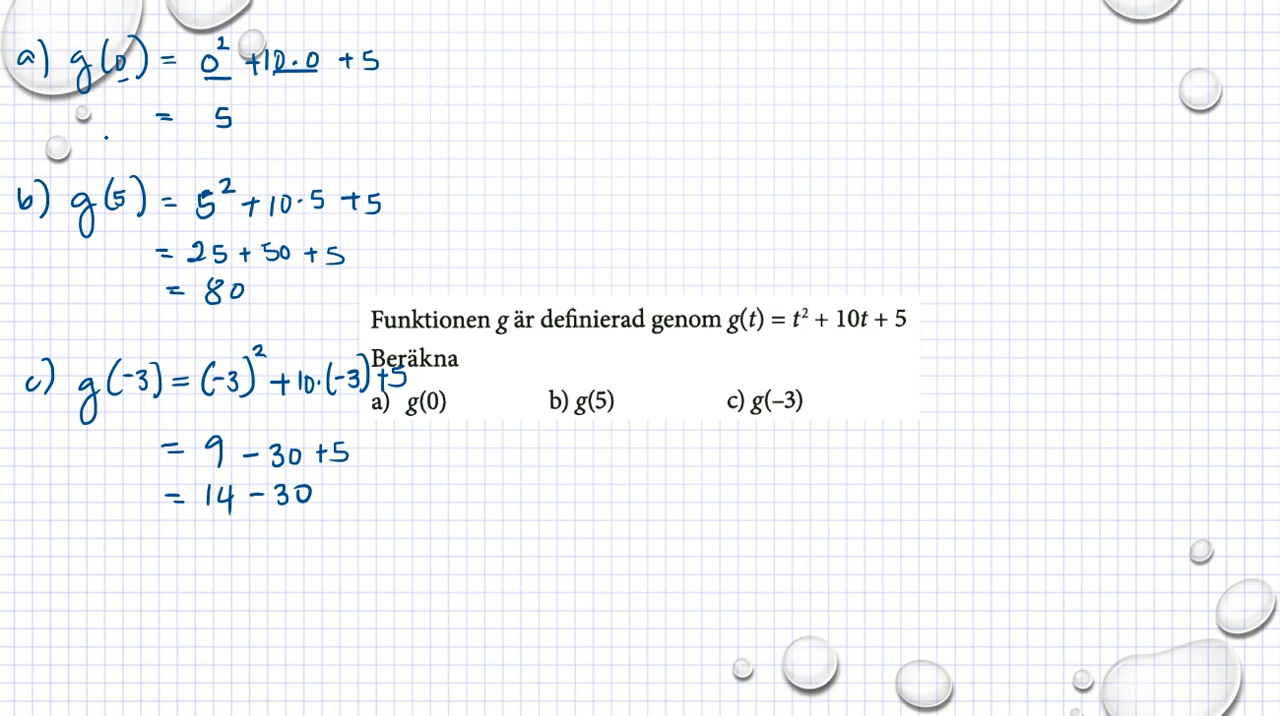 a) g(0) = 0² + 10 · 0 + 5
= 5
b) g(5) = 5² + 10 · 5 + 5
= 25 + 50 + 5
= 80
Funktionen g är definierad genom g(t) = t² + 10t + 5
Beräkna
a) g(0) b) g(5) c) g(–3)
c) g(-3) = (-3)² + 10·(-3) + 5
= 9 - 30 + 5
= 14 - 30